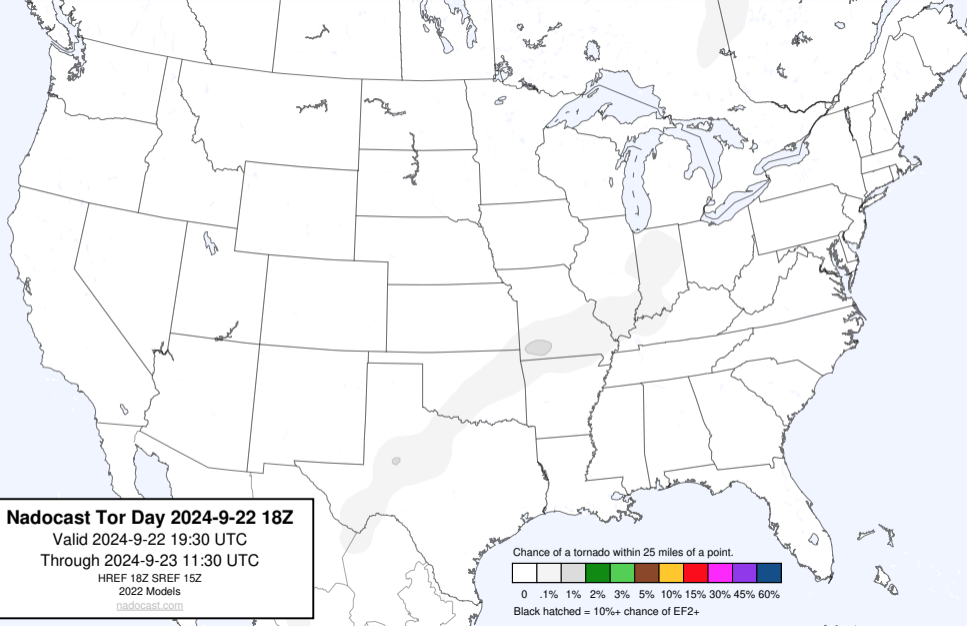 Nadocast Tor Day 2024-9-22 18Z
Valid 2024-9-22 19:30 UTC
Through 2024-9-23 11:30 UTC
HREF 18Z SREF 15Z
2022 Models
nadocast.com
Chance of a tornado within 25 miles of a point.
0 .1% 1% 2% 3% 5% 10% 15% 30% 45% 60%
Black hatched = 10%+ chance of EF2+